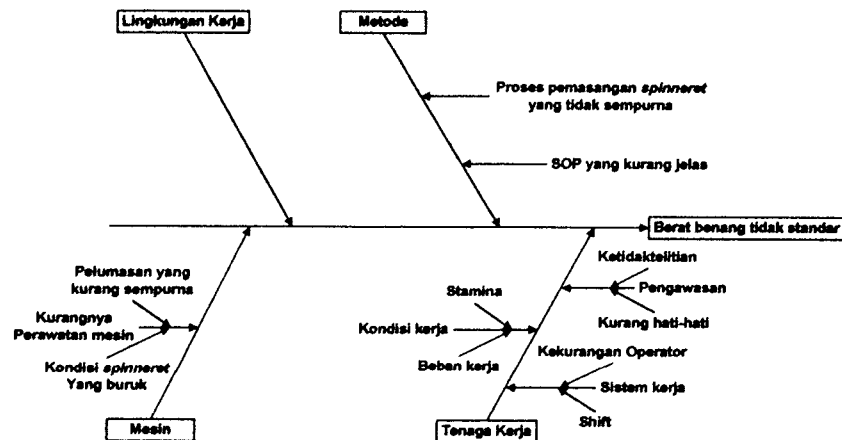 Lingkungan Kerja
Metode
Proses pemasangan spinneret
yang tidak sempurna
SOP yang kurang jelas
Berat benang tidak standar
Pelumasan yang
kurang sempurna
Kurangnya
Perawatan mesin
Kondisi spinneret
Yang buruk
Mesin
Stamina
Kondisi kerja
Beban kerja
Ketidaktelitian
Pengawasan
Kurang hati-hati
Kekurangan Operator
Sistem kerja
Shift
Tenaga Kerja